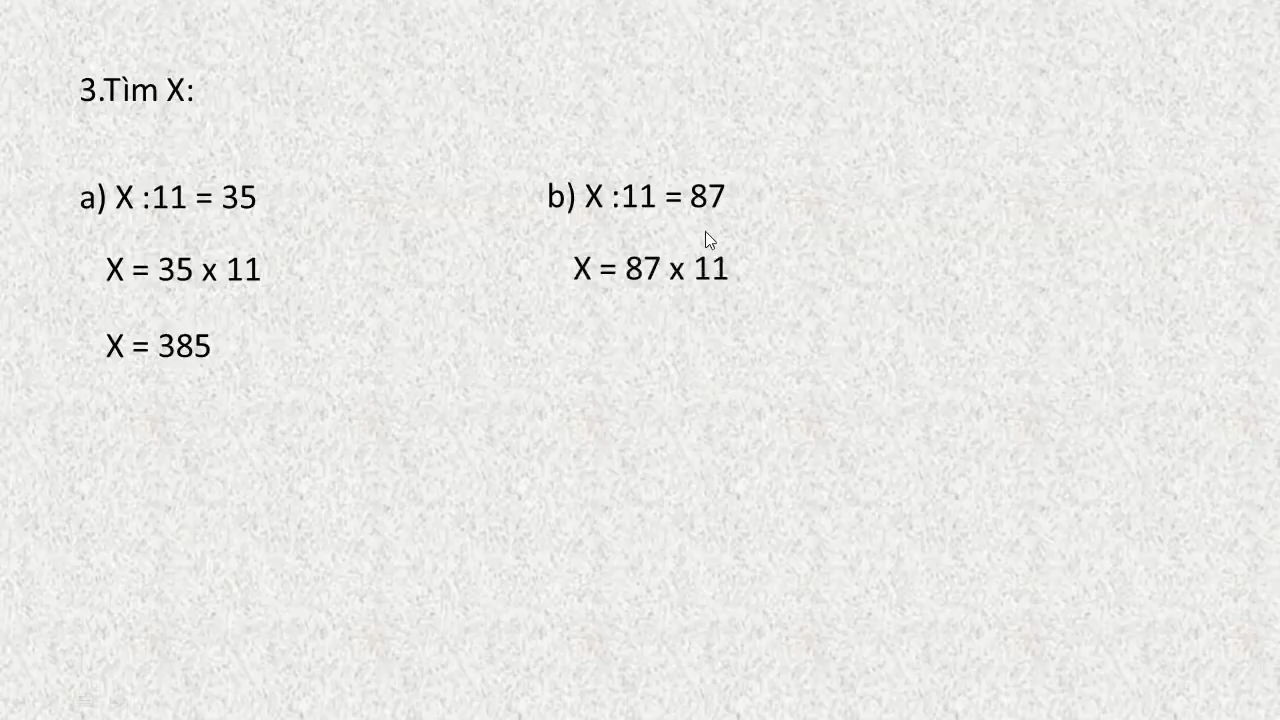 3.Tìm X:
a) X :11 = 35
X = 35 x 11
X = 385
b) X :11 = 87
X = 87 x 11